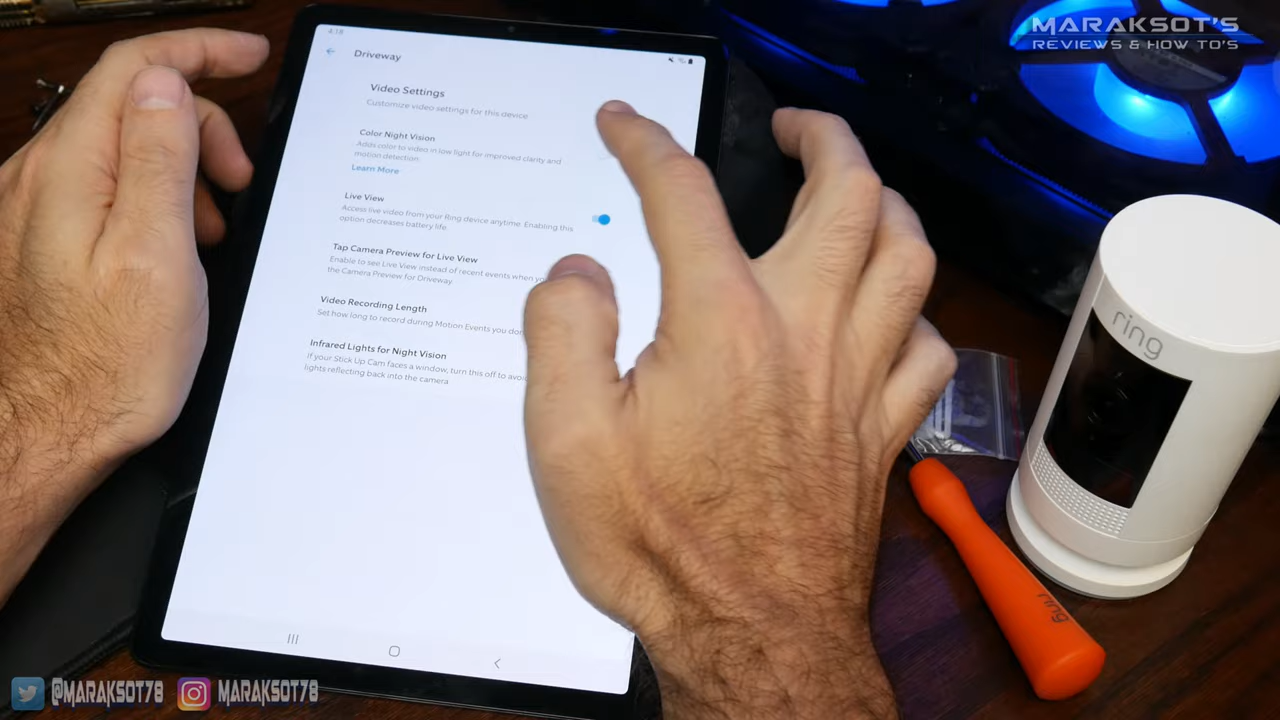 MARAKSOT'S
REVIEWS & HOW TO'S
4:18
Driveway
Video Settings
Customize video settings for this device
Color Night Vision
Adds color to video in low light for improved clarity and
motion detection.
Learn More
Live View
Access live video from your Ring device anytime. Enabling this
option decreases battery life.
Tap Camera Preview for Live View
Enable to see Live View instead of recent events when
the Camera Preview for Driveway.
Video Recording Length
Set how long to record during Motion Events you
Infrared Lights for Night Vision
If your Stick Up Cam faces a window, turn this off to avoid
lights reflecting back into the camera
ring
ring
@MARAKSOT78
MARAKSOT78